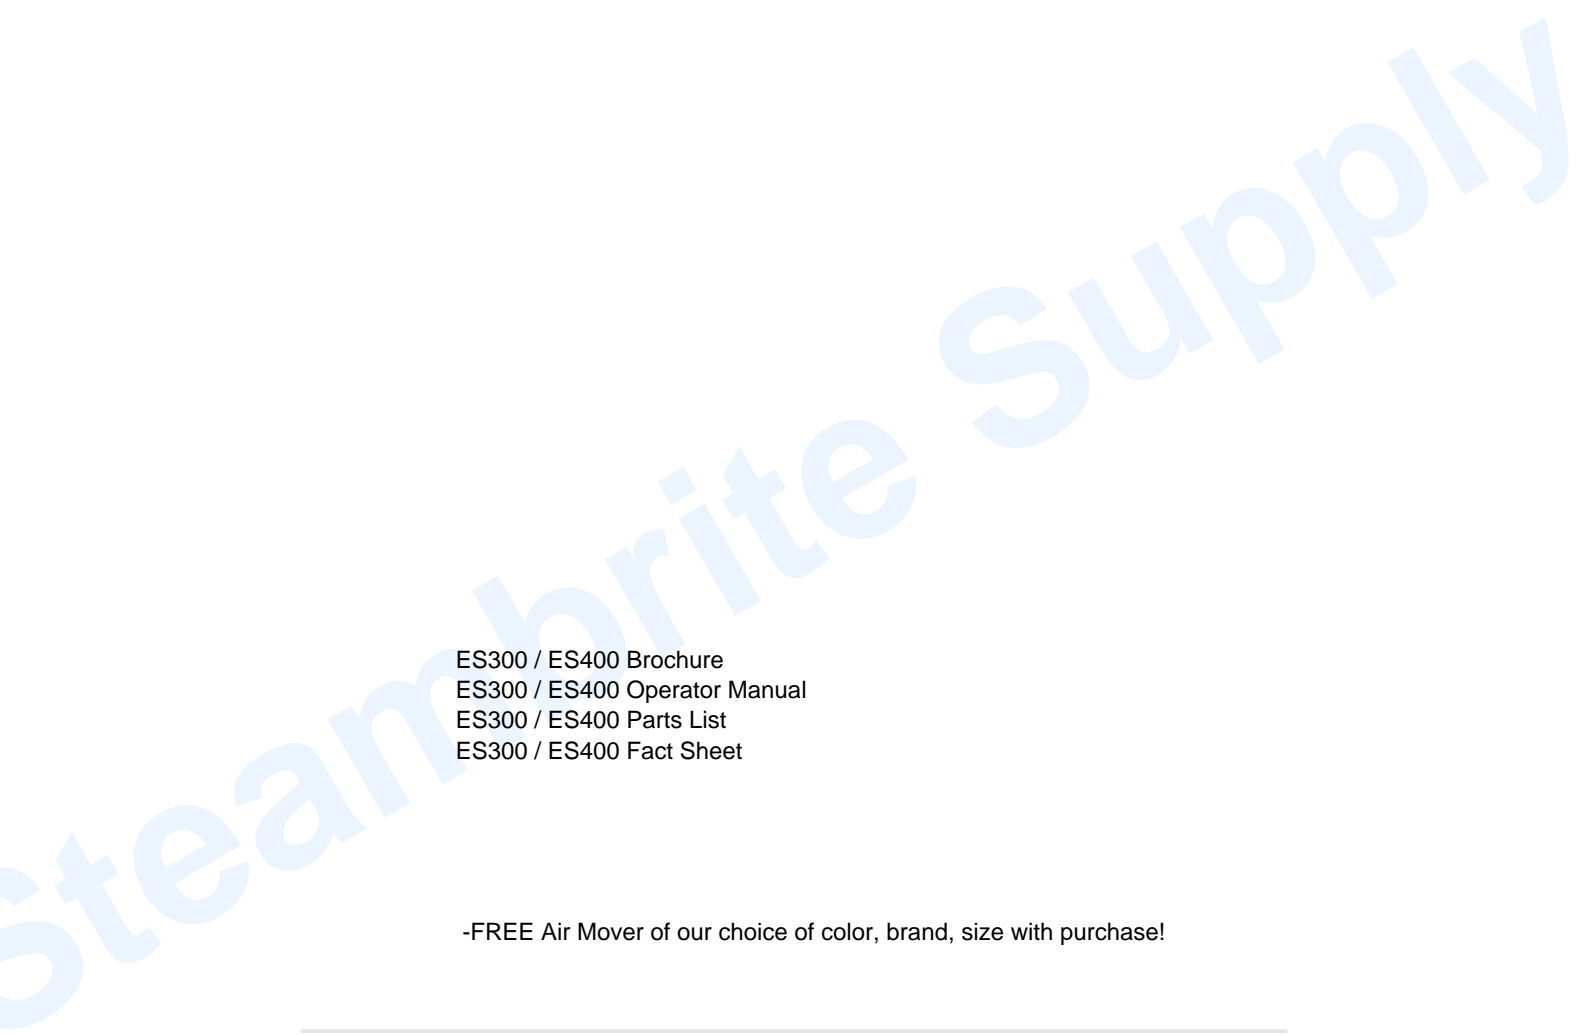 Steambrite Supply
ES300 / ES400 Brochure
ES300 / ES400 Operator Manual
ES300 / ES400 Parts List
ES300 / ES400 Fact Sheet
-FREE Air Mover of our choice of color, brand, size with purchase!